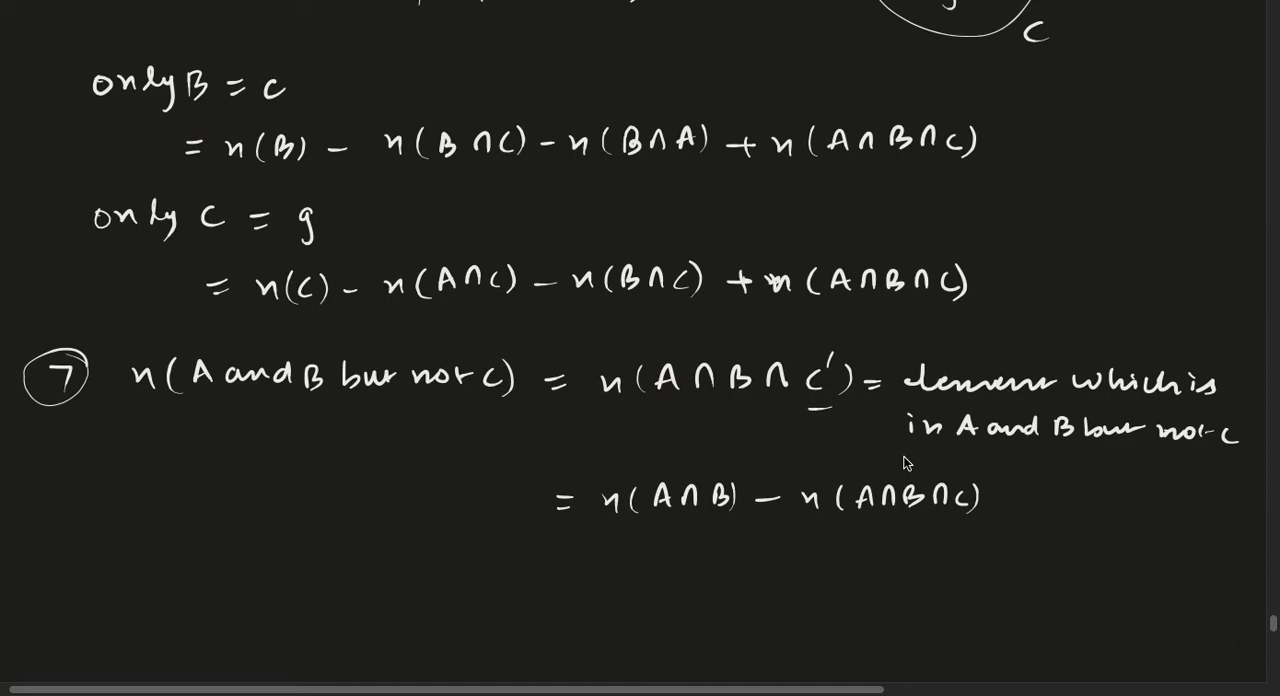 C
only B = c
= n(B) - n(B∩C) - n(B∩A) + n(A∩B∩C)
only C = g
= n(C) - n(A∩C) - n(B∩C) + n(A∩B∩C)
7 n(A and B but not C) = n(A∩B∩C') = element which is
in A and B but not C
= n(A∩B) - n(A∩B∩C)